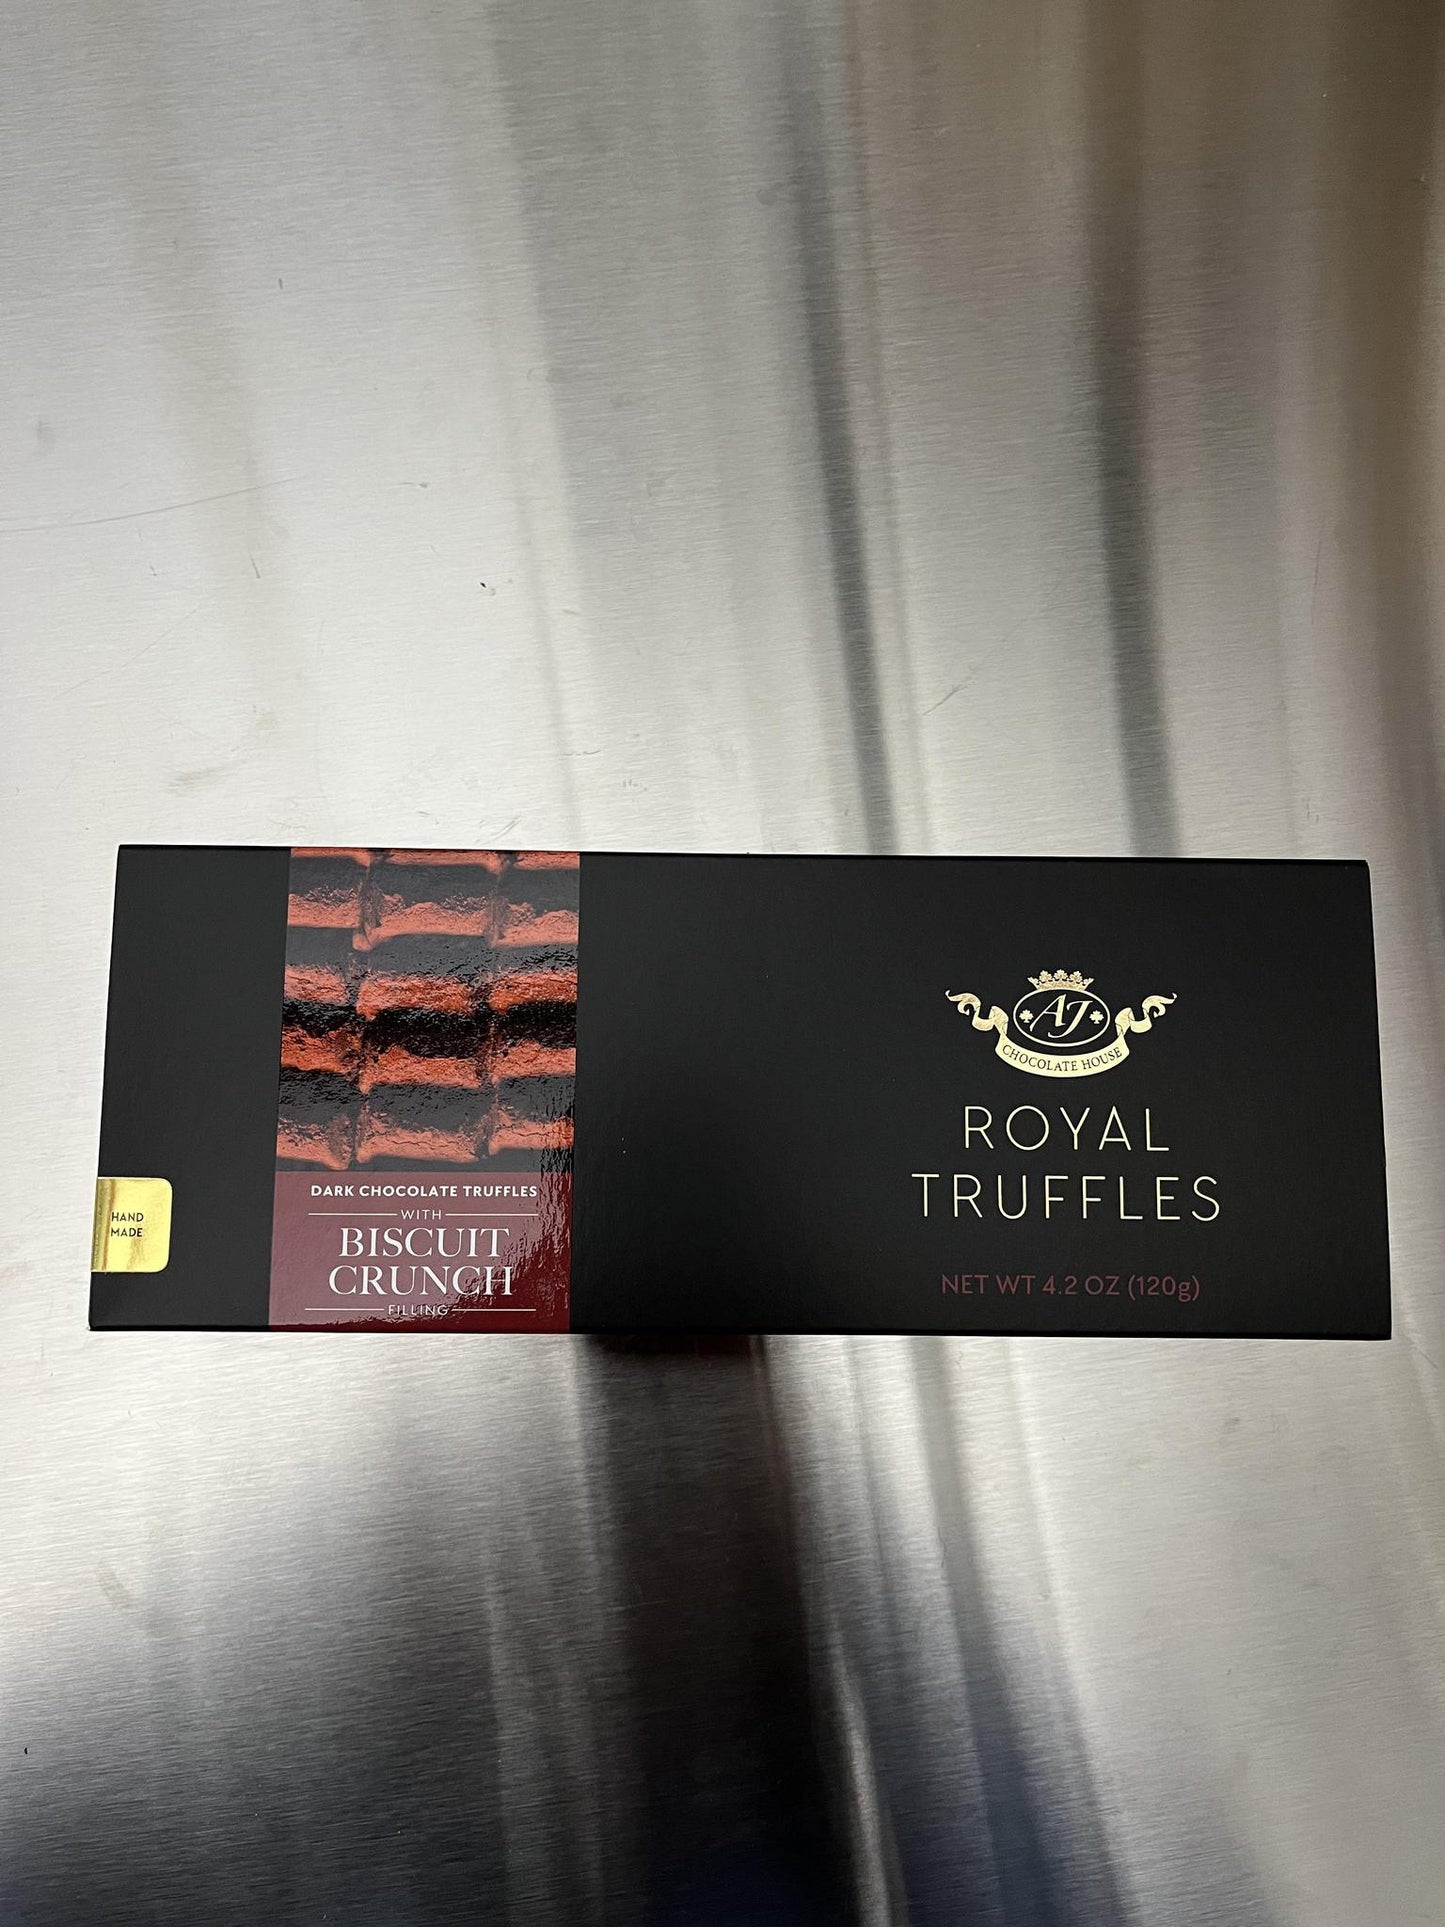 HAND
MADE
DARK CHOCOLATE TRUFFLES
WITH
BISCUIT
CRUNCH
FILLING
AJ
CHOCOLATE HOUSE
ROYAL
TRUFFLES
NET WT 4.2 OZ (120g)